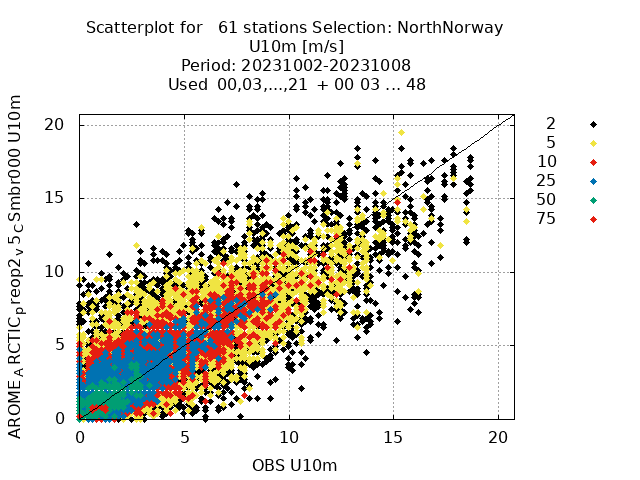 Scatterplot for 61 stations Selection: NorthNorway
U10m [m/s]
Period: 20231002-20231008
Used 00,03,...,21 + 00 03 ... 48
AROME_ARCTIC_preop2_v5_CSmbr000 U10m
20
15
10
5
0
0 5 10 15 20
OBS U10m
2
5
10
25
50
75